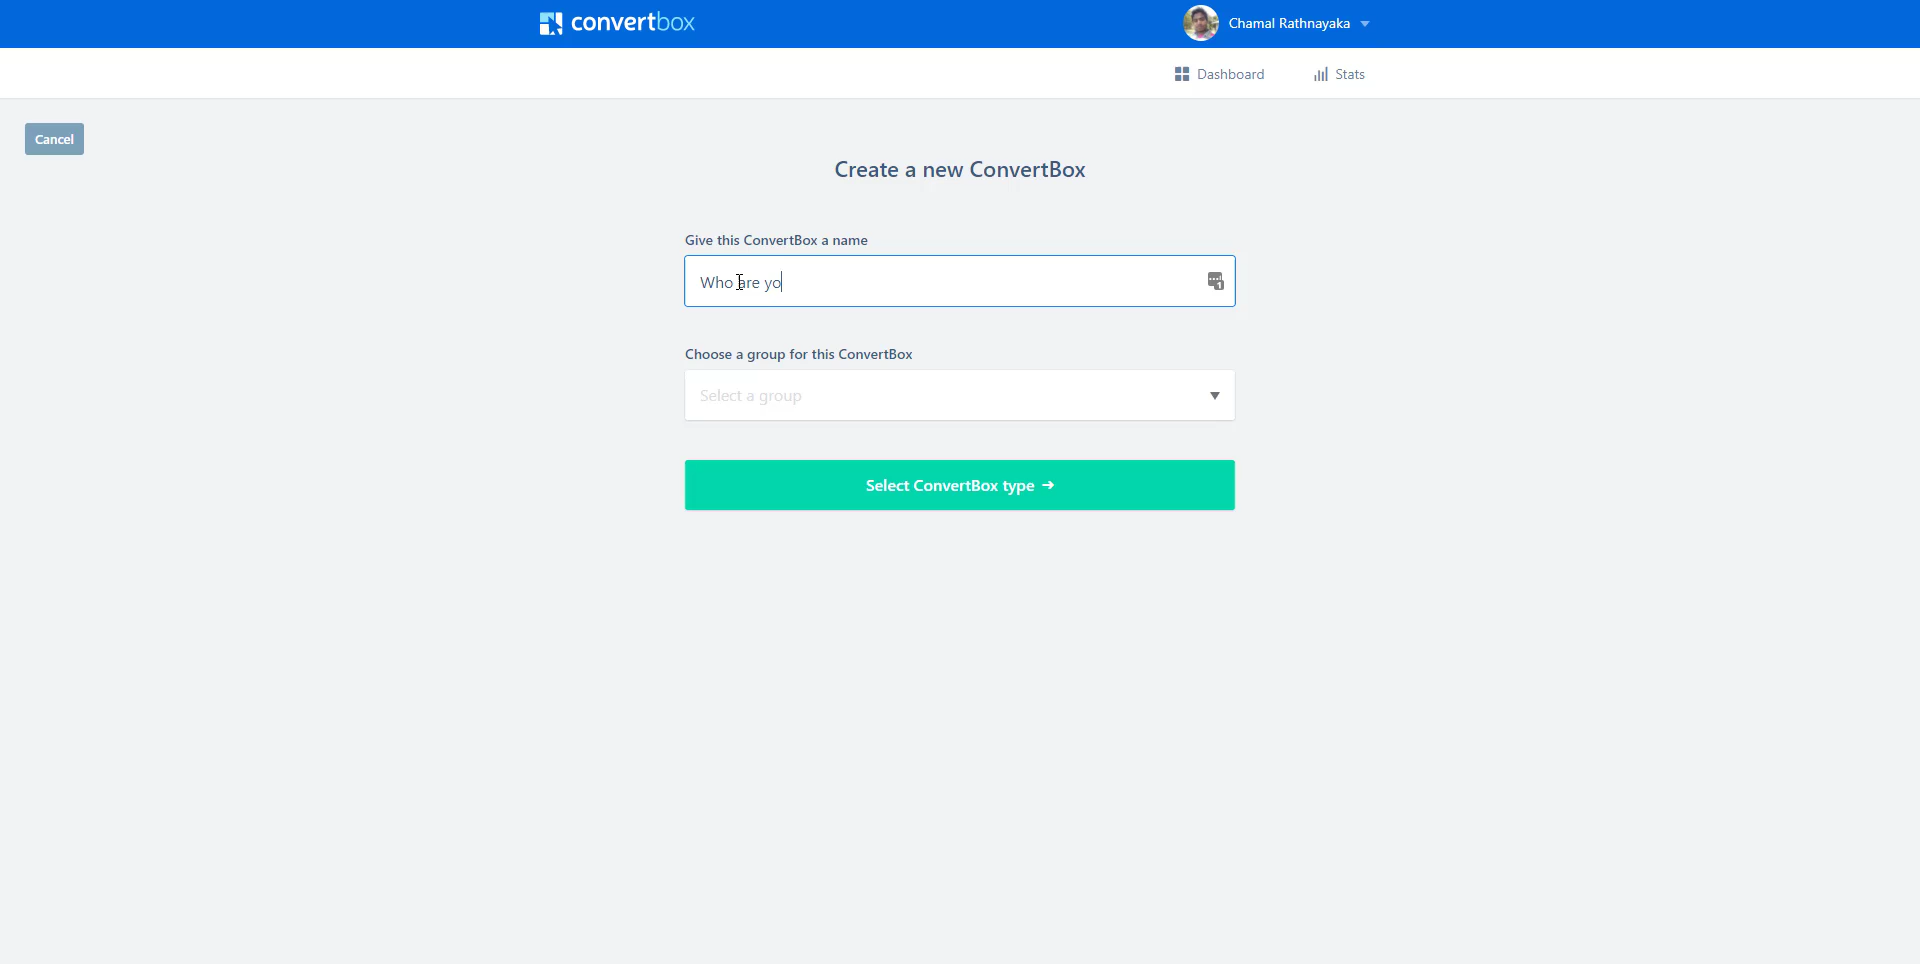 convertbox
Chamal Rathnayaka
Dashboard
Stats
Cancel
Create a new ConvertBox
Give this ConvertBox a name
Who are yo
Choose a group for this ConvertBox
Select a group
Select ConvertBox type →